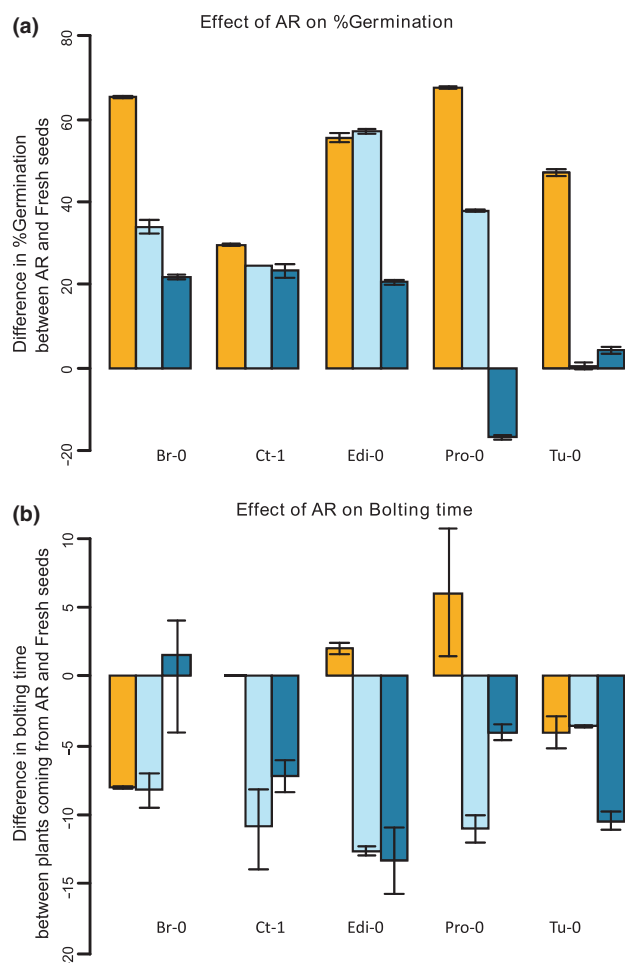 (a)
Effect of AR on %Germination
Difference in %Germination
between AR and Fresh seeds
80
60
40
20
0
-20
Br-0 Ct-1 Edi-0 Pro-0 Tu-0
(b)
Effect of AR on Bolting time
Difference in bolting time
between plants coming from AR and Fresh seeds
10
5
0
-5
-10
-15
20
Br-0 Ct-1 Edi-0 Pro-0 Tu-0